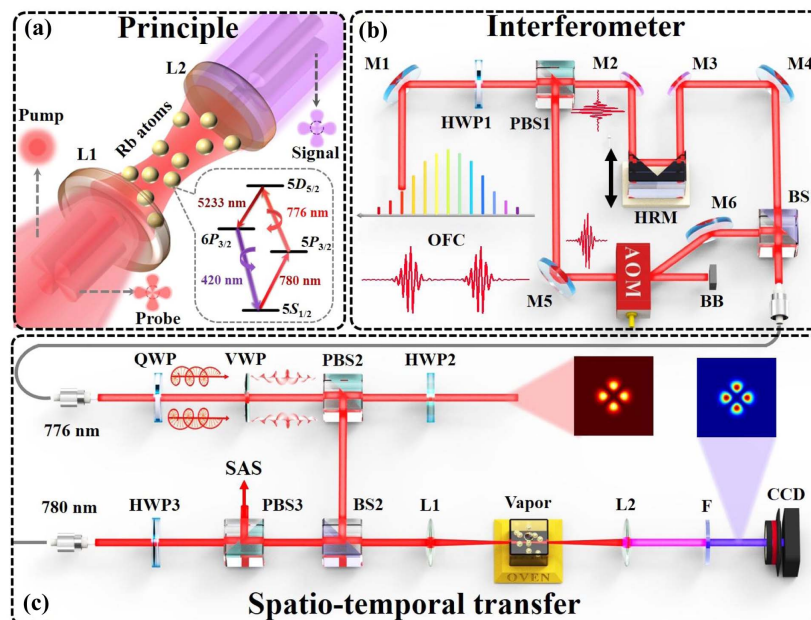 (a) Principle
L2
Rb atoms
Pump
L1
Signal
5D5/2
5233 nm
776 nm
6P3/2
5P3/2
420 nm
780 nm
5S1/2
Probe
(b) Interferometer
M1
M2
M3
M4
HWP1
PBS1
HRM
M6
BS
OFC
AOM
M5
BB
QWP
VWP
PBS2
HWP2
776 nm
SAS
780 nm
HWP3
PBS3
BS2
L1
Vapor
L2
F
CCD
OVEN
(c) Spatio-temporal transfer